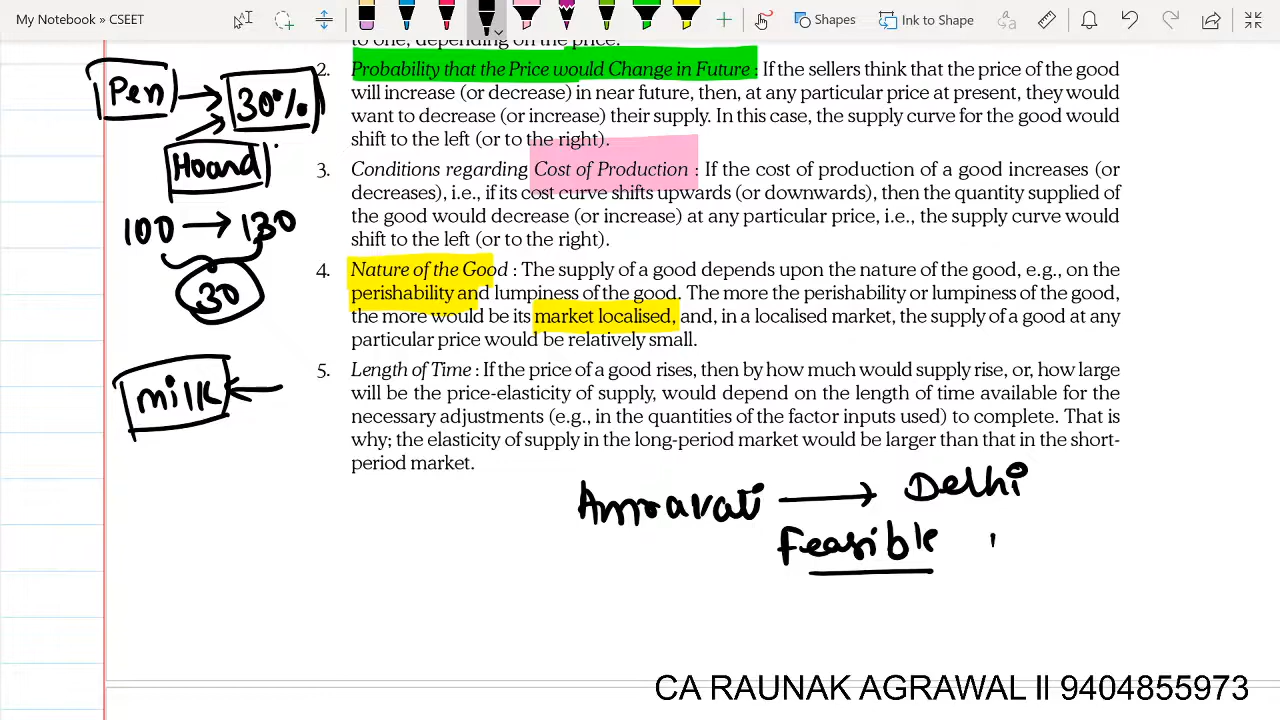 My Notebook » CSEET
Shapes
Ink to Shape
to one, depending on the price.
2. Probability that the Price would Change in Future : If the sellers think that the price of the good
will increase (or decrease) in near future, then, at any particular price at present, they would
want to decrease (or increase) their supply. In this case, the supply curve for the good would
shift to the left (or to the right).
3. Conditions regarding Cost of Production : If the cost of production of a good increases (or
decreases), i.e., if its cost curve shifts upwards (or downwards), then the quantity supplied of
the good would decrease (or increase) at any particular price, i.e., the supply curve would
shift to the left (or to the right).
4. Nature of the Good : The supply of a good depends upon the nature of the good, e.g., on the
perishability and lumpiness of the good. The more the perishability or lumpiness of the good,
the more would be its market localised, and, in a localised market, the supply of a good at any
particular price would be relatively small.
5. Length of Time : If the price of a good rises, then by how much would supply rise, or, how large
will be the price-elasticity of supply, would depend on the length of time available for the
necessary adjustments (e.g., in the quantities of the factor inputs used) to complete. That is
why; the elasticity of supply in the long-period market would be larger than that in the short-
period market.
Pen → 30%
Hoard
100 → 130
30
milk
Amravati → Delhi
Feasible
CA RAUNAK AGRAWAL II 9404855973